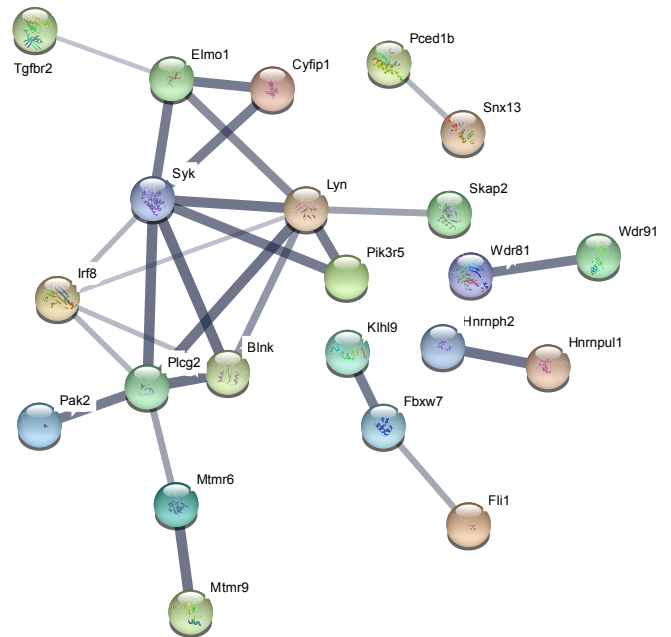 Tgfbr2
Elmo1
Cyfip1
Pced1b
Snx13
Syk
Lyn
Skap2
Wdr91
Wdr81
Pik3r5
Irf8
Klhl9
Hnrnph2
Hnrnpul1
Plcg2
Blnk
Pak2
Fbxw7
Mtmr6
Fli1
Mtmr9